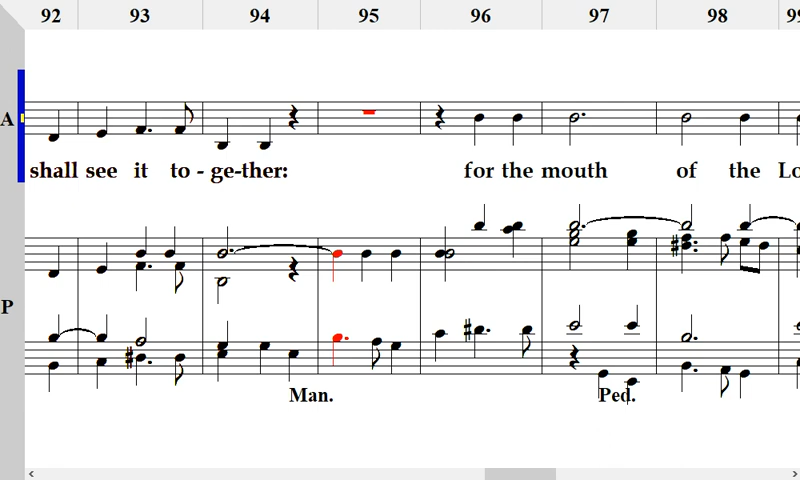 92 93 94 95 96 97 98
A
shall see it to - ge-ther: for the mouth of the Lo
P
Man. Ped.